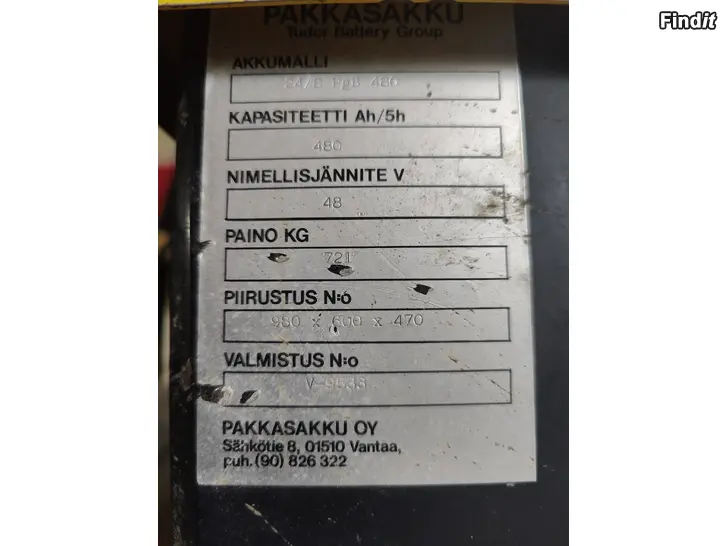 Findit
PAKKASAKKU
Tudor Battery Group
AKKUMALLI
480
KAPASITEETTI Ah/5h
480
NIMELLISJÄNNITE V
48
PAINO KG
721
PIIRUSTUS N:o
980 x 600 x 470
VALMISTUS N:o
PAKKASAKKU OY
Sähkötie 8, 01510 Vantaa,
puh. (90) 826 322